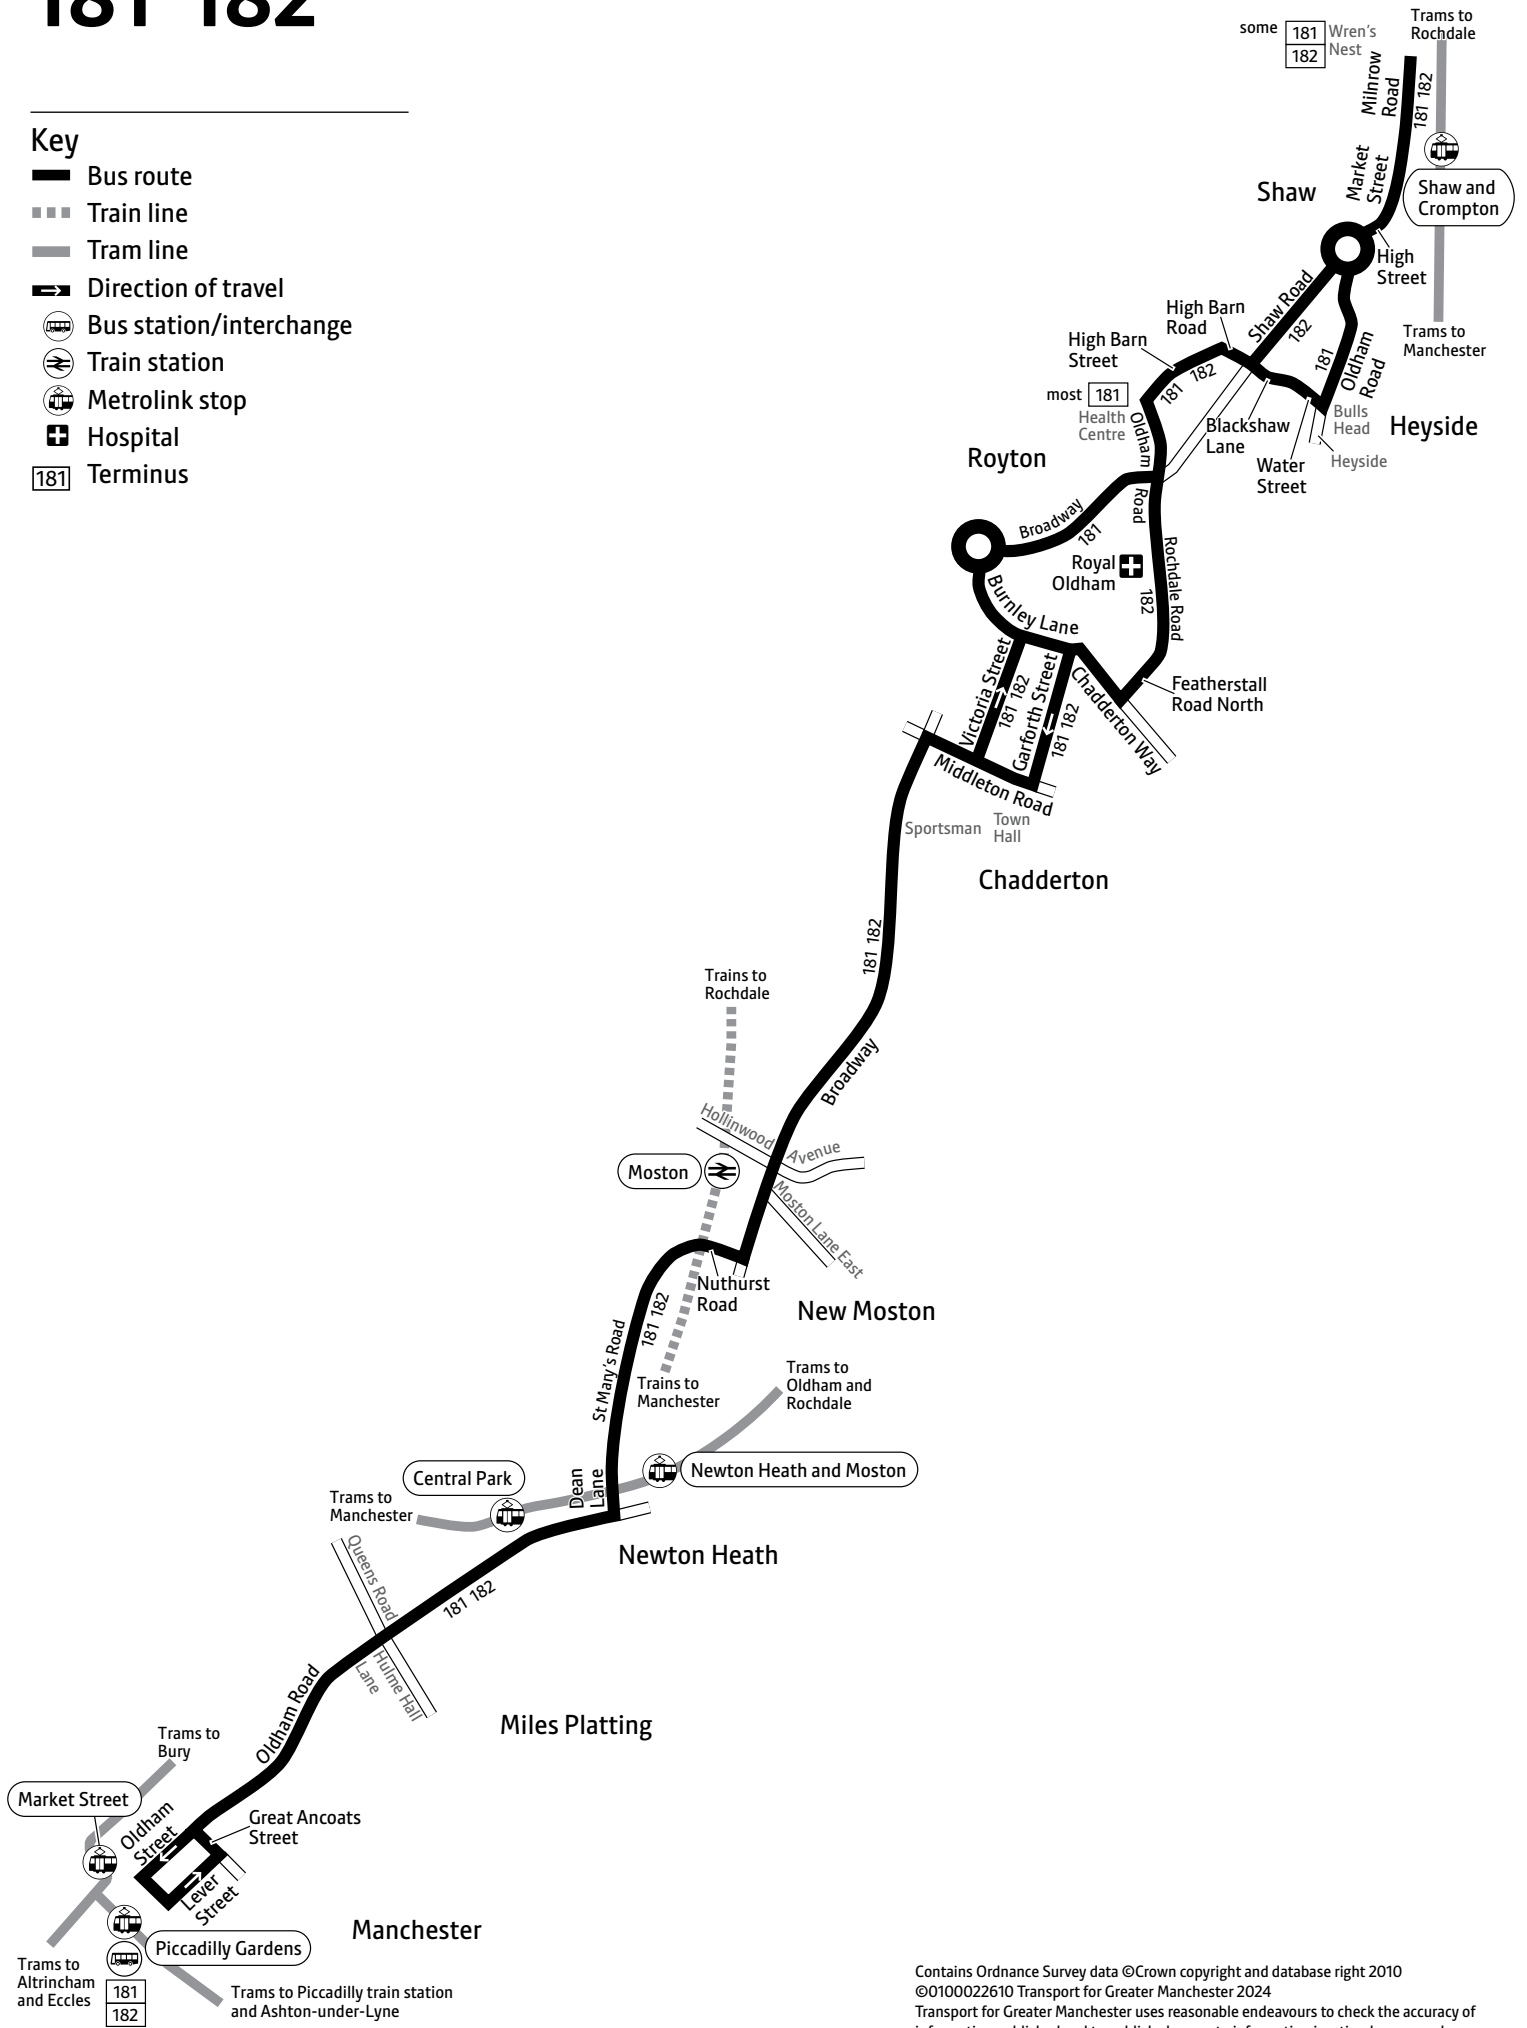 181 182
Key
Bus route
Train line
Tram line
Direction of travel
Bus station/interchange
Train station
Metrolink stop
Hospital
181 Terminus
some 181
182
Wren's
Nest
Trams to
Rochdale
Milnrow
Road
181 182
Market
Street
Shaw
Shaw and
Crompton
High
Street
Shaw Road
182
181
Oldham
Road
Trams to
Manchester
High Barn
Road
High Barn
Street
181 182
most 181
Health
Centre
Oldham
Road
Blackshaw
Lane
Water
Street
Bulls
Head
Heyside
Heyside
Royton
Broadway
181
Royal
Oldham
182
Rochdale Road
Burnley Lane
Victoria Street
181 182
Garforth Street
181 182
Chadderton Way
Featherstall
Road North
Middleton Road
Sportsman
Town
Hall
Chadderton
181 182
Broadway
Trains to
Rochdale
Hollinwood
Avenue
Moston
Moston Lane East
Nuthurst
Road
New Moston
181 182
St Mary's Road
Trains to
Manchester
Trams to
Oldham and
Rochdale
Newton Heath and Moston
Central Park
Dean
Lane
Trams to
Manchester
Newton Heath
Queens Road
181 182
Hulme Hall
Lane
Oldham Road
Miles Platting
Trams to
Bury
Market Street
Oldham
Street
Great Ancoats
Street
Lever
Street
Manchester
Piccadilly Gardens
Trams to
Altrincham
and Eccles
181
182
Trams to Piccadilly train station
and Ashton-under-Lyne
Contains Ordnance Survey data ©Crown copyright and database right 2010
©0100022610 Transport for Greater Manchester 2024
Transport for Greater Manchester uses reasonable endeavours to check the accuracy of